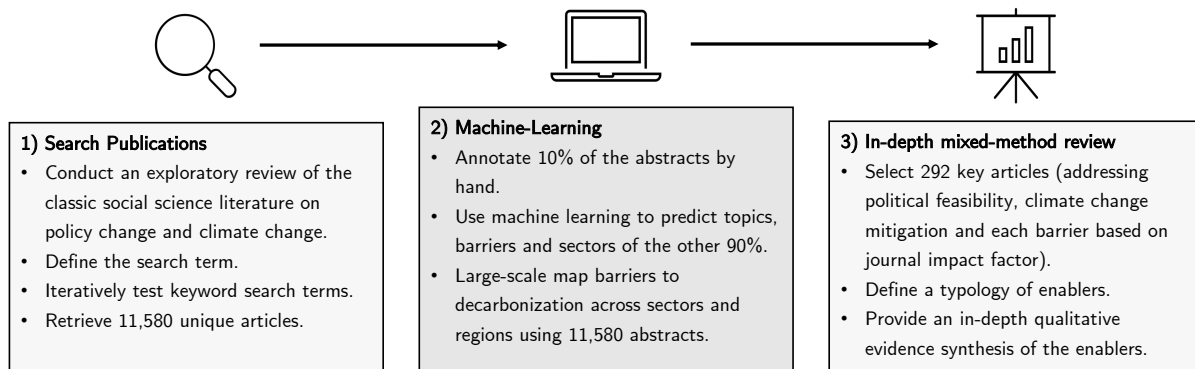 1) Search Publications
• Conduct an exploratory review of the
classic social science literature on
policy change and climate change.
• Define the search term.
• Iteratively test keyword search terms.
• Retrieve 11,580 unique articles.
2) Machine-Learning
• Annotate 10% of the abstracts by
hand.
• Use machine learning to predict topics,
barriers and sectors of the other 90%.
• Large-scale map barriers to
decarbonization across sectors and
regions using 11,580 abstracts.
3) In-depth mixed-method review
• Select 292 key articles (addressing
political feasibility, climate change
mitigation and each barrier based on
journal impact factor).
• Define a typology of enablers.
• Provide an in-depth qualitative
evidence synthesis of the enablers.